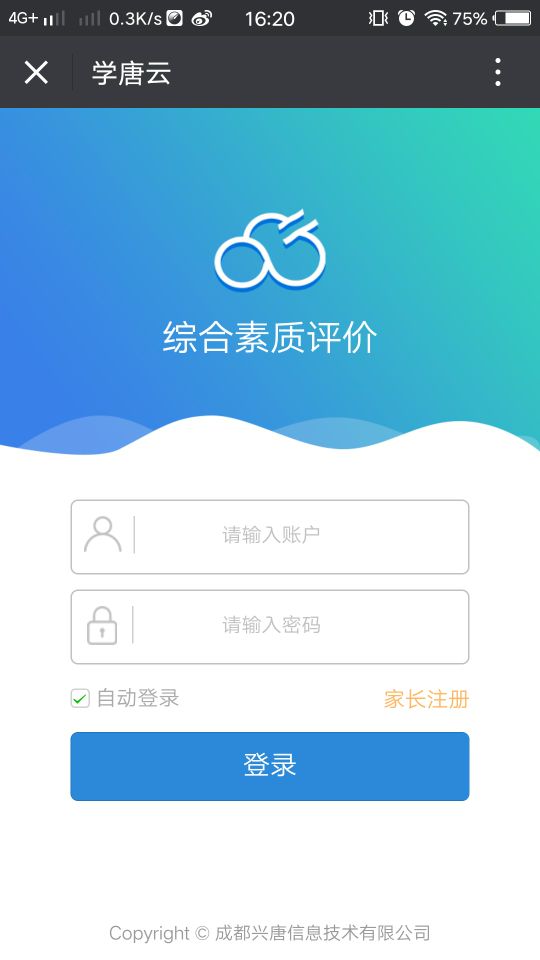 4G+ 0.3K/s 16:20 75%
学唐云
综合素质评价
请输入账户
请输入密码
自动登录 家长注册
登录
Copyright © 成都兴唐信息技术有限公司